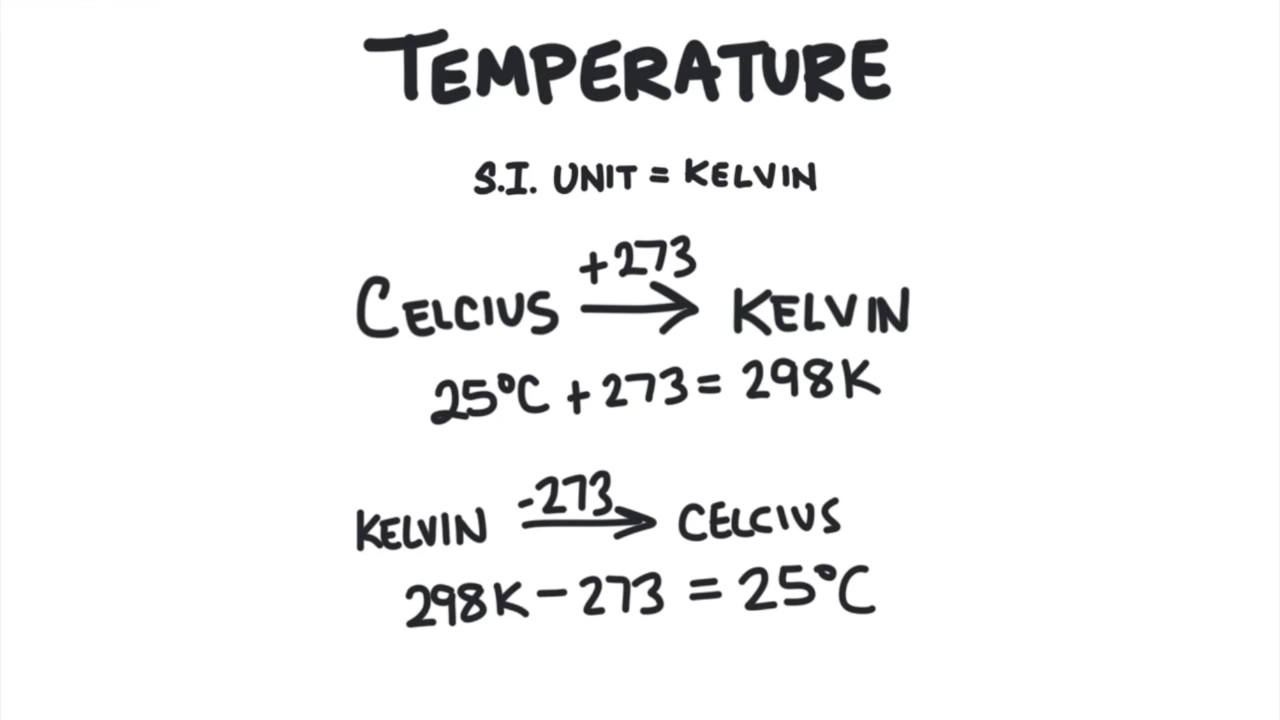 TEMPERATURE
S.I. UNIT = KELVIN
+273
CELCIUS → KELVIN
25°C + 273 = 298K
-273
KELVIN → CELCIUS
298K - 273 = 25°C